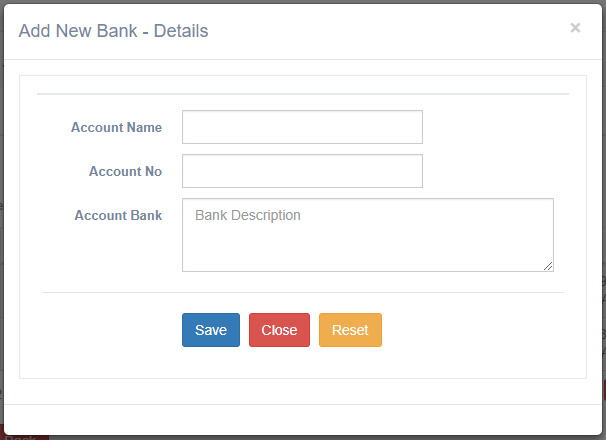 Add New Bank - Details
×
Account Name
Account No
Account Bank
Bank Description
Save Close Reset